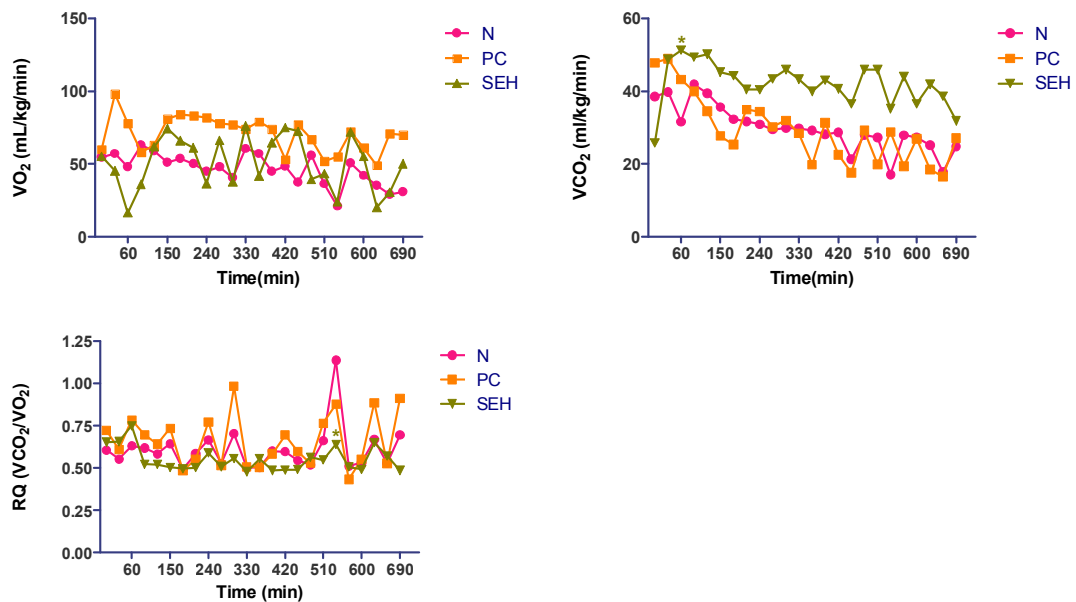 VO2 (mL/kg/min)
150
100
50
0
60 150 240 330 420 510 600 690
Time(min)
N
PC
SEH
VCO2 (ml/kg/min)
60
40
20
0
*
60 150 240 330 420 510 600 690
Time(min)
N
PC
SEH
RQ (VCO2/VO2)
1.25
1.00
0.75
0.50
0.25
0.00
*
60 150 240 330 420 510 600 690
Time (min)
N
PC
SEH